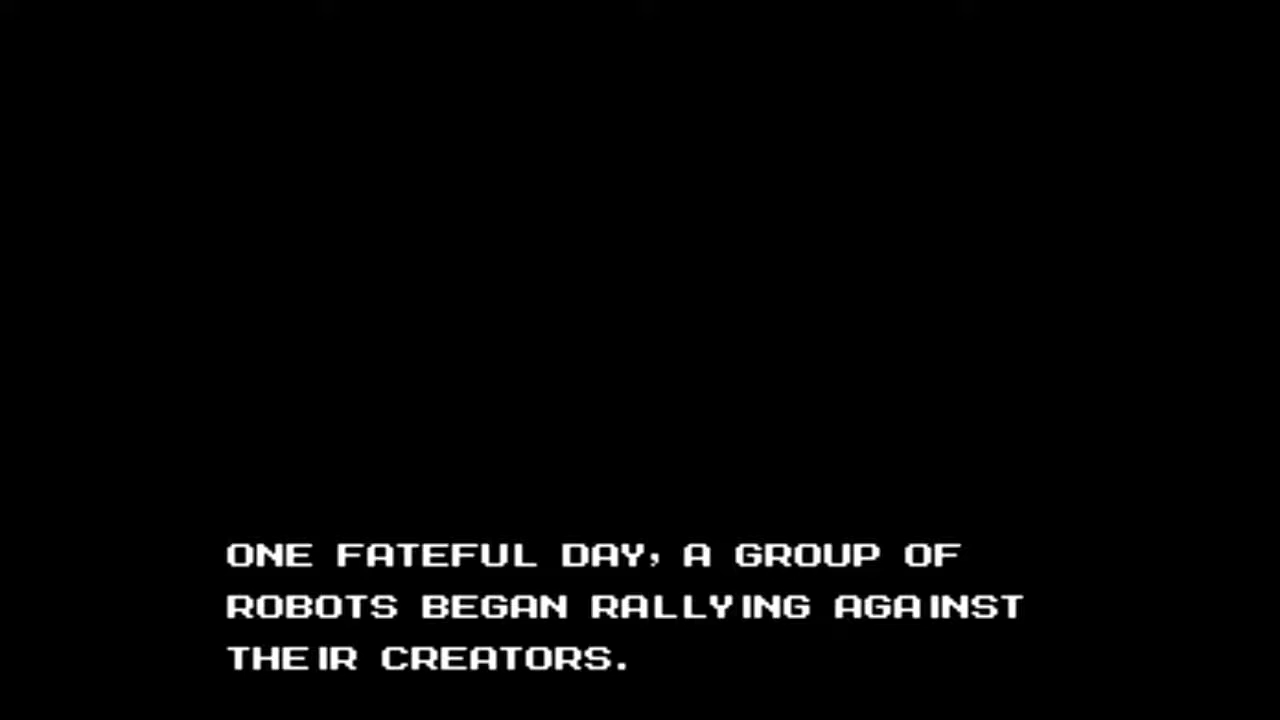 ONE FATEFUL DAY, A GROUP OF
ROBOTS BEGAN RALLYING AGAINST
THEIR CREATORS.